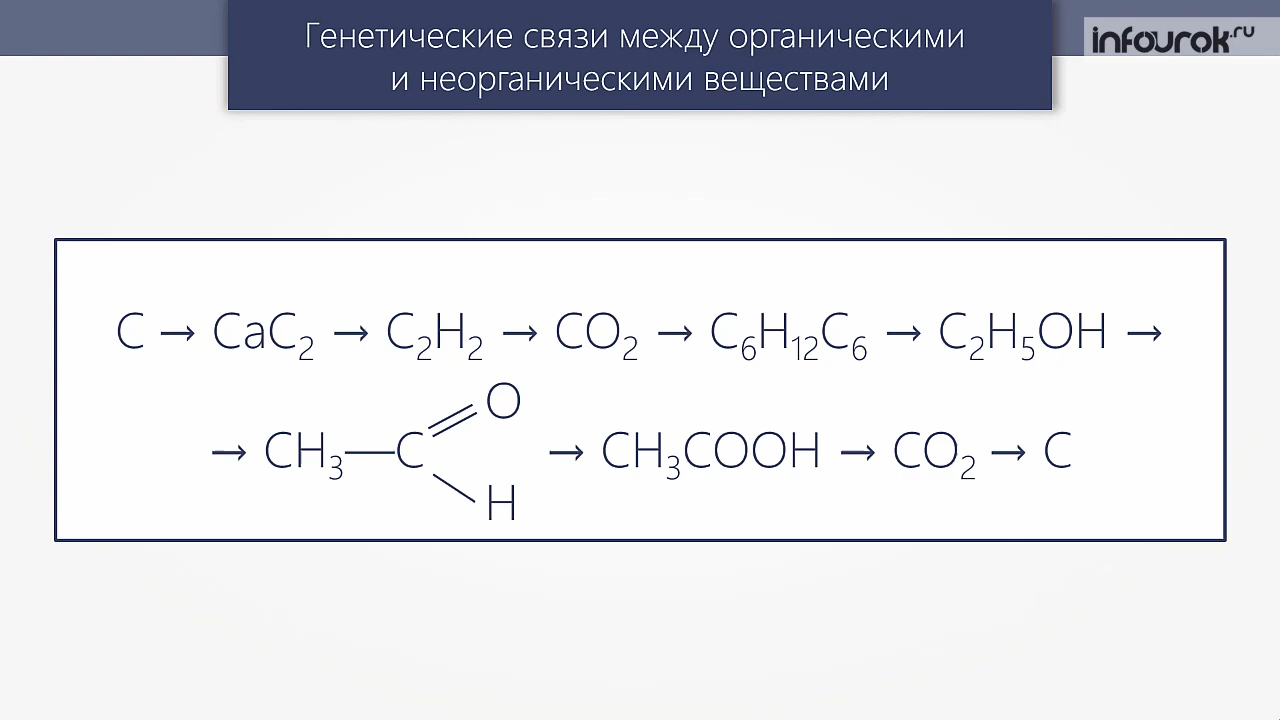 Генетические связи между органическими
и неорганическими веществами
infourok.ru
C → CaC₂ → C₂H₂ → CO₂ → C₆H₁₂C₆ → C₂H₅OH →
O
→ CH₃—C → CH₃COOH → CO₂ → C
H